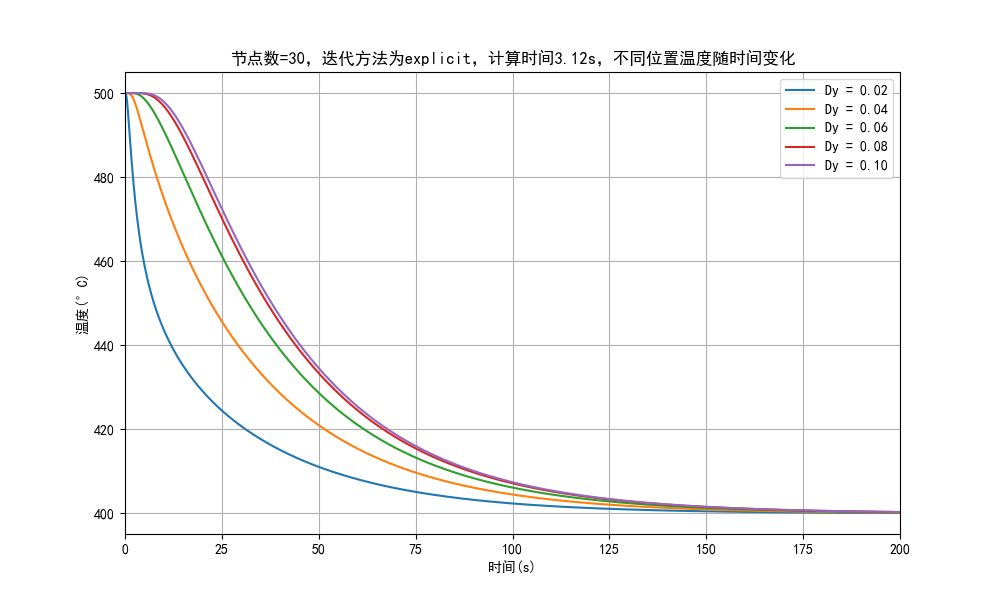 节点数=30，迭代方法为explicit，计算时间3.12s，不同位置温度随时间变化
Dy = 0.02
Dy = 0.04
Dy = 0.06
Dy = 0.08
Dy = 0.10
500
480
460
440
420
400
温度(°C)
0
25
50
75
100
125
150
175
200
时间(s)